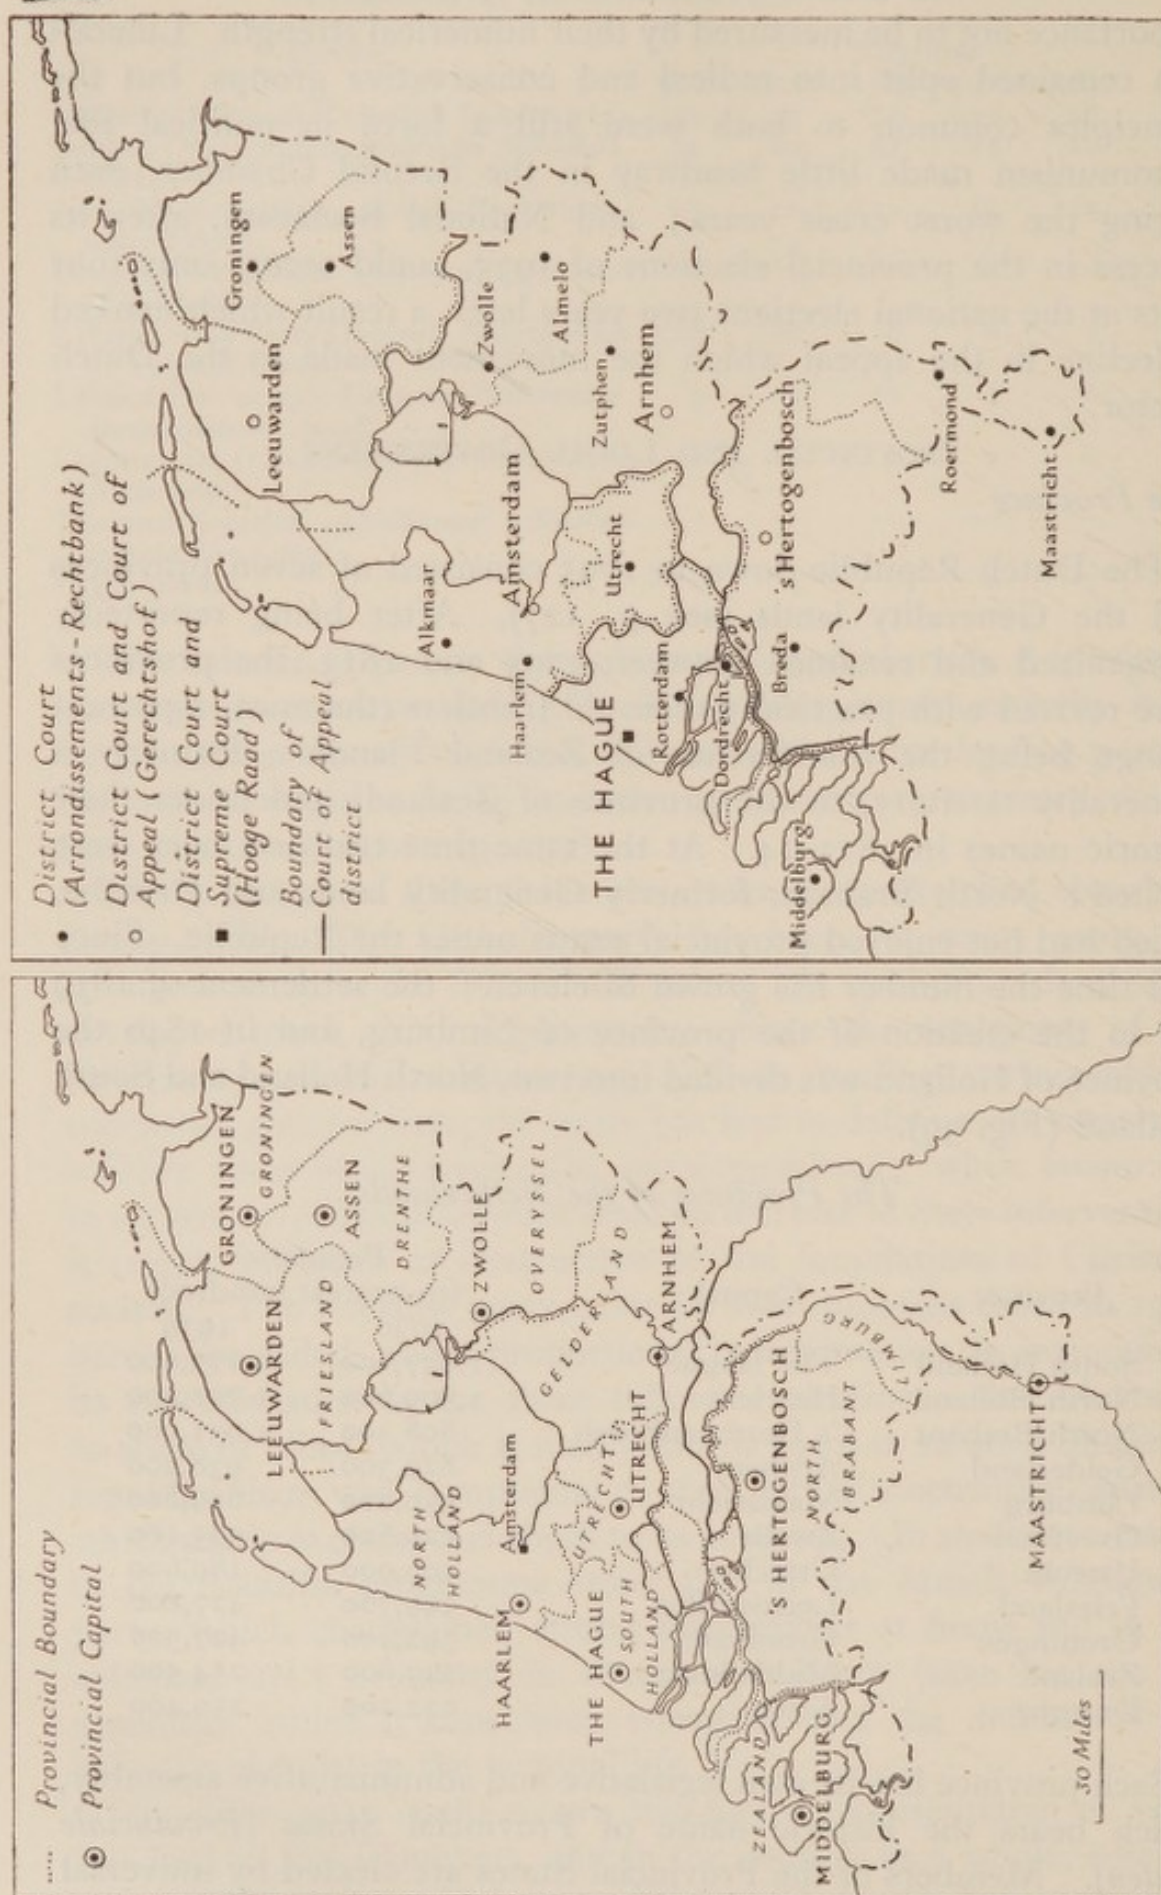 ..... Provincial Boundary
Provincial Capital
GRONINGEN
GRONINGEN
LEEUWARDEN
FRIESLAND
ASSEN
DRENTHE
ZWOLLE
OVERYSSEL
NORTH
HOLLAND
Amsterdam
HAARLEM
GELDERLAND
ARNHEM
UTRECHT
UTRECHT
THE HAGUE
SOUTH
HOLLAND
'S HERTOGENBOSCH
NORTH
BRABANT
LIMBURG
ZEALAND
MIDDELBURG
MAASTRICHT
30 Miles
District Court
(Arrondissements-Rechtbank)
District Court and Court of
Appeal (Gerechtshof)
District Court and
Supreme Court
(Hooge Raad)
Boundary of
Court of Appeal
district
Groningen
Leeuwarden
Assen
Zwolle
Almelo
Alkmaar
Amsterdam
Haarlem
Zutphen
Arnhem
Utrecht
THE HAGUE
Rotterdam
Dordrecht
Breda
'sHertogenbosch
Middelburg
Roermond
Maastricht